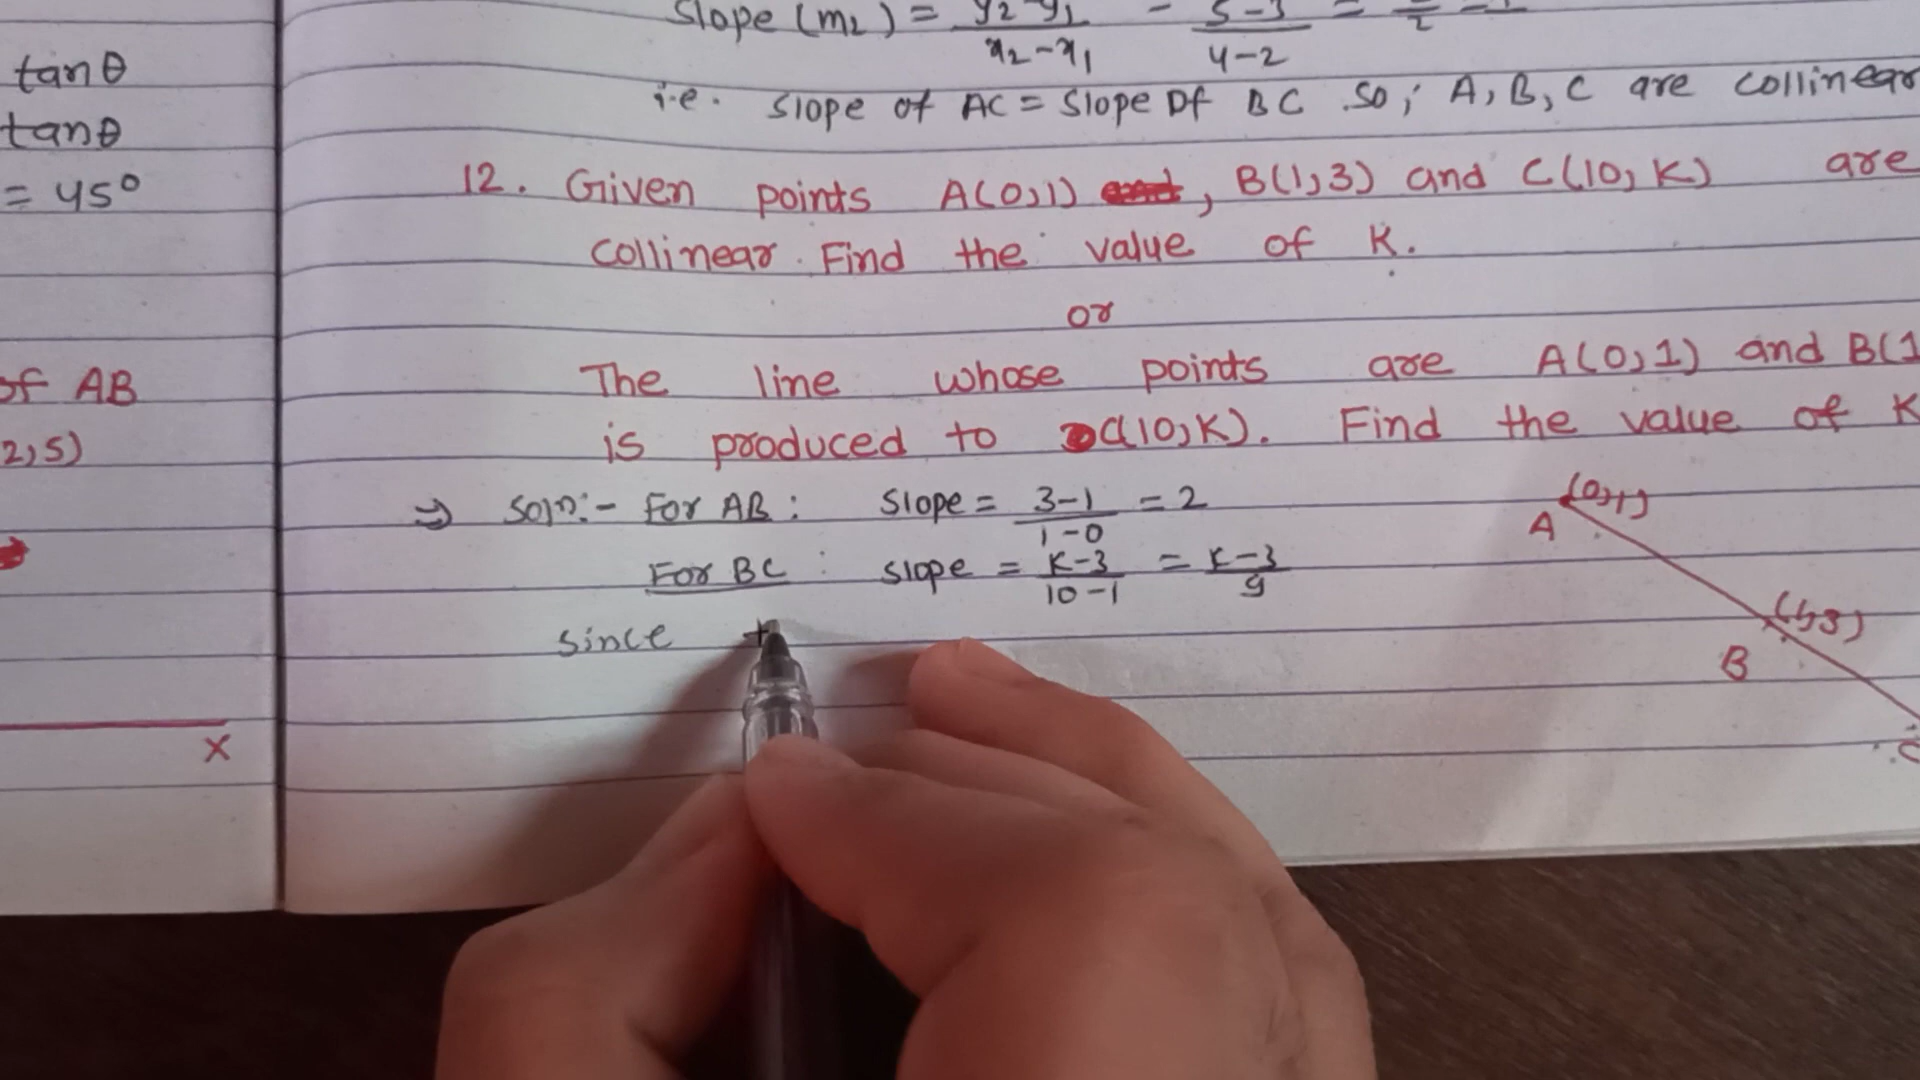 tanθ
tanθ
= 45°
of AB
2,5)
x
Slope (m2) = y2-y1 / x2-x1 = 5-3 / 4-2 =
i.e. slope of AC = Slope Of BC .so, A, B, C are collinear
12. Given points A(0,1) , B(1,3) and C(10, K) are
collinear. Find the value of K.
or
The line whose points are A(0,1) and B(1
is produced to C(10,K). Find the value of K
⇒ Soln:- For AB : Slope = 3-1 / 1-0 = 2
For BC : slope = K-3 / 10-1 = K-3 / 9
since
(0,1)
A
(1,3)
B
C